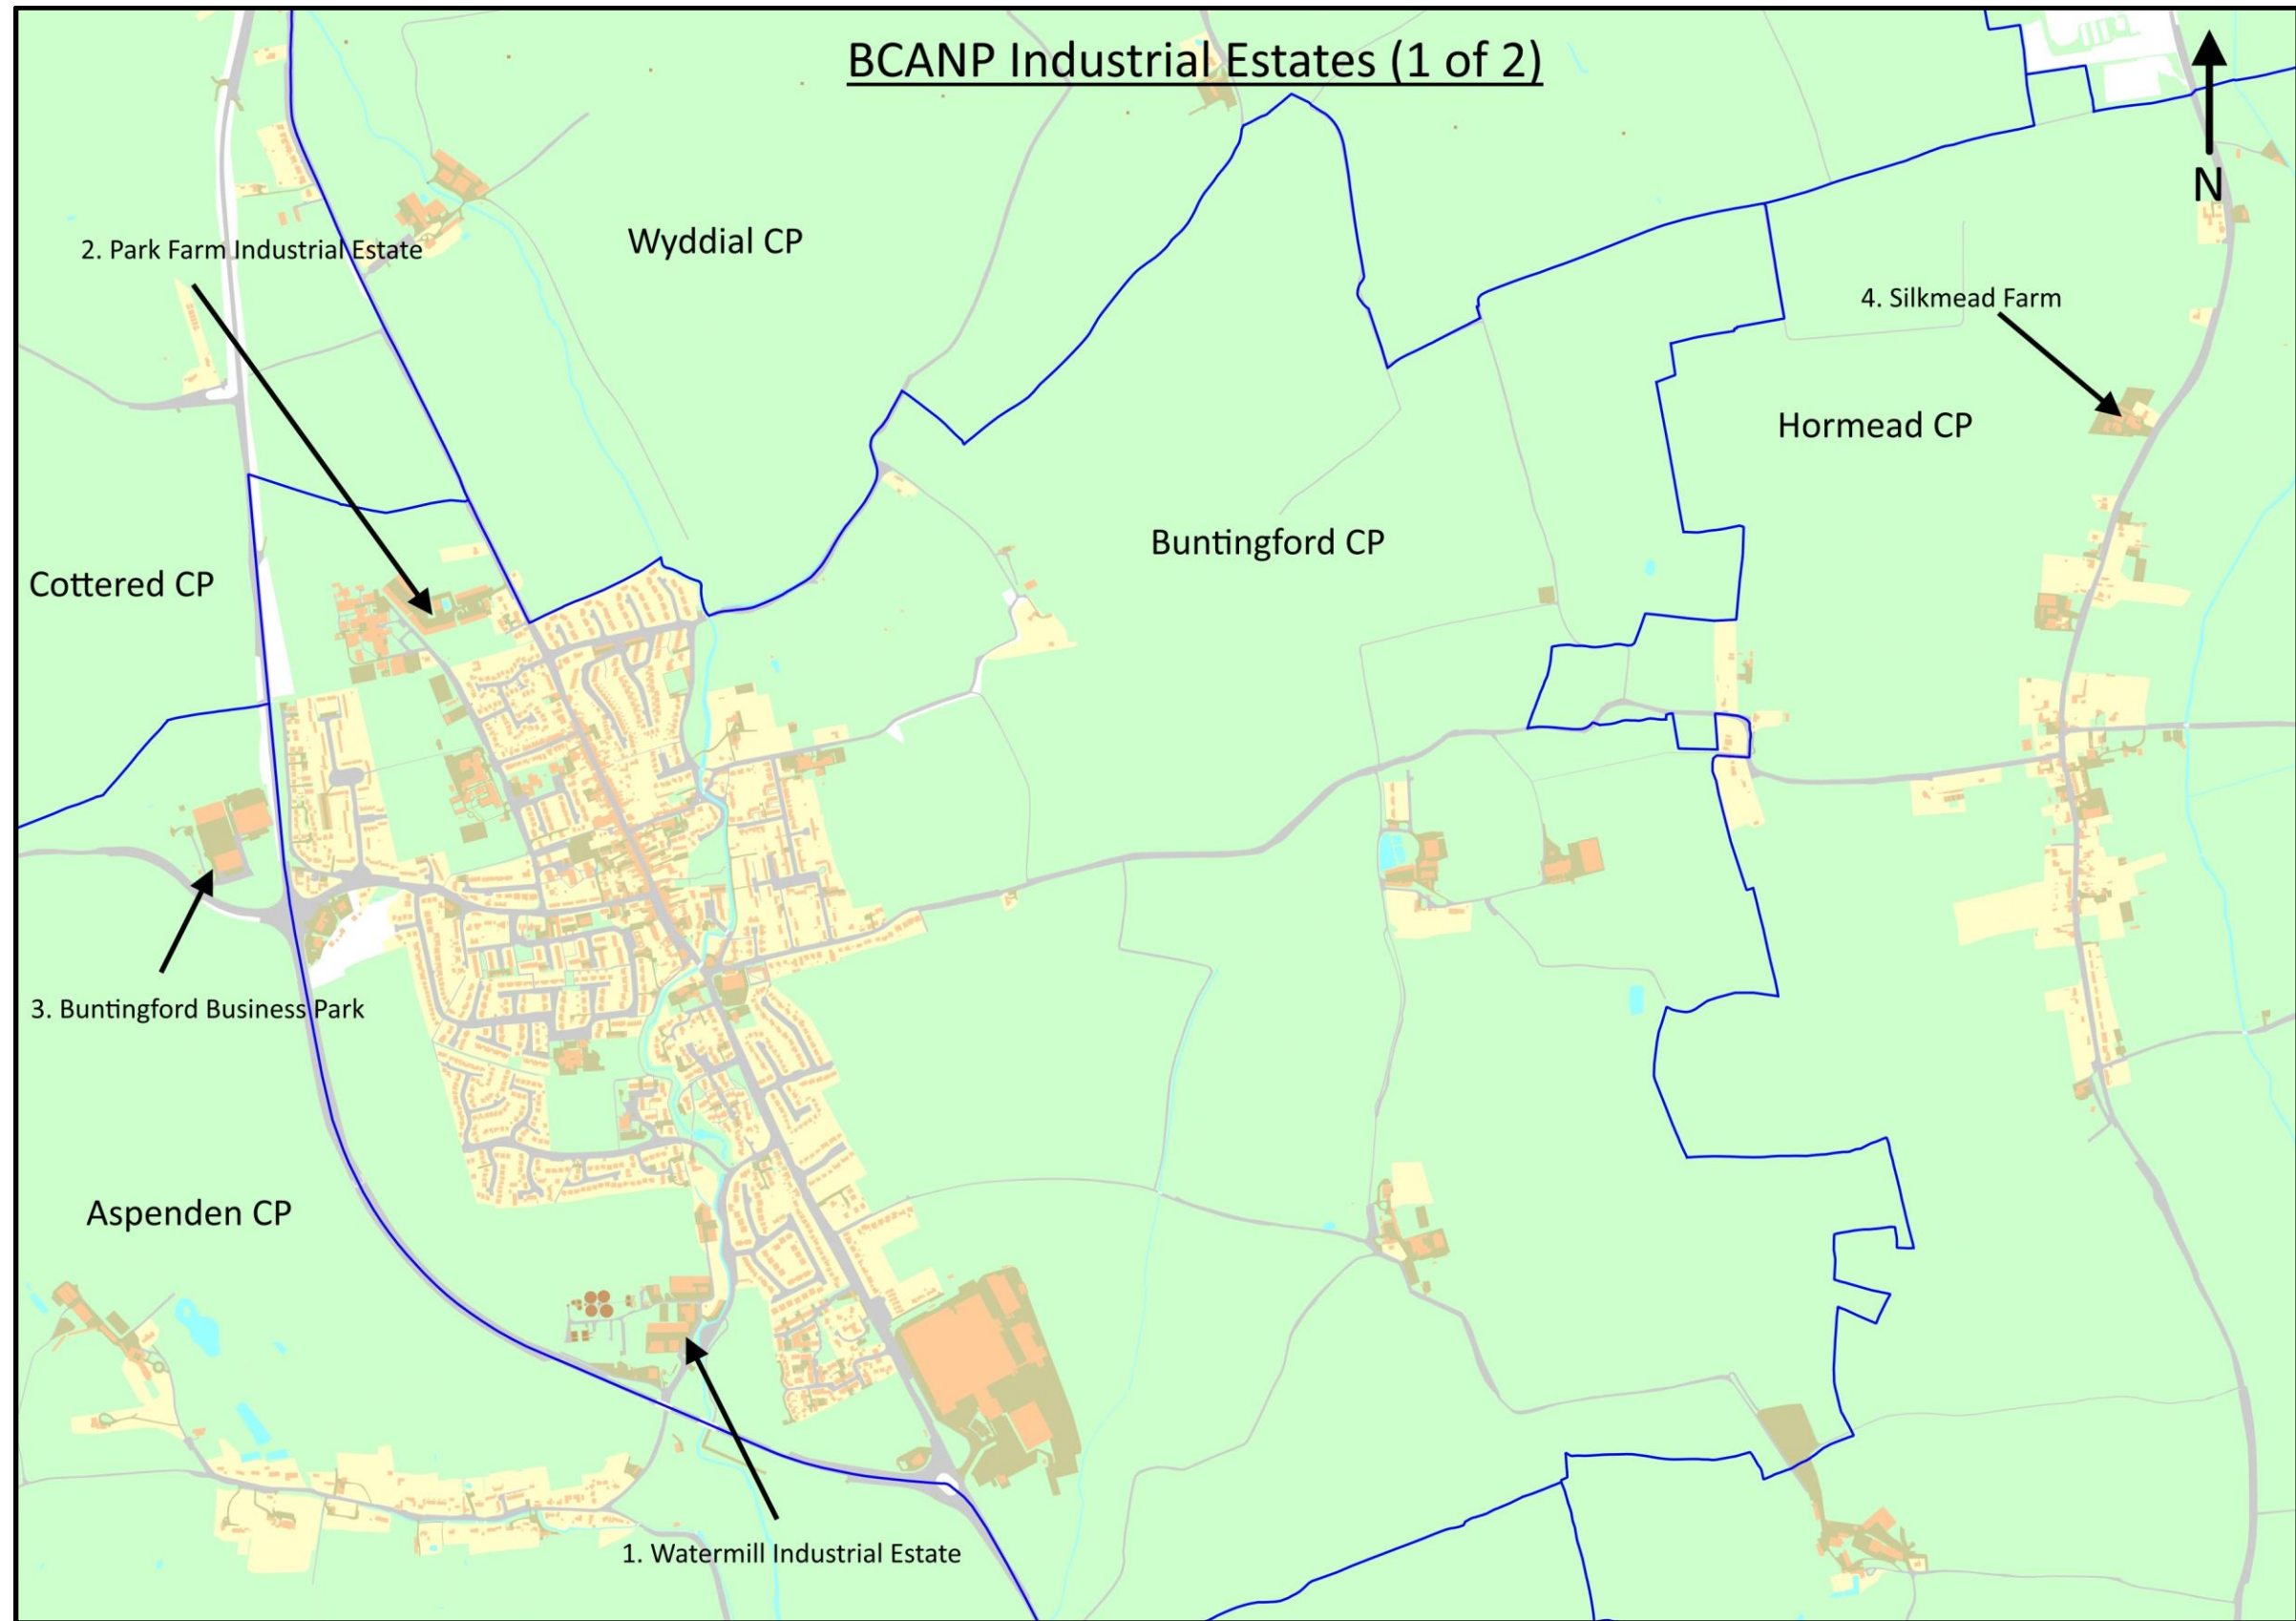 BCANP Industrial Estates (1 of 2)
N
Wyddial CP
2. Park Farm Industrial Estate
4. Silkmead Farm
Hormead CP
Buntingford CP
Cottered CP
3. Buntingford Business Park
Aspenden CP
1. Watermill Industrial Estate